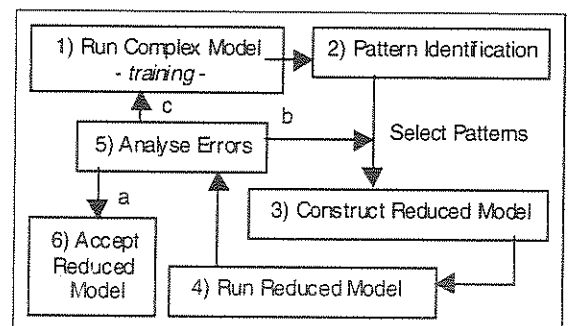 1) Run Complex Model
- training -
2) Pattern Identification
c
b
5) Analyse Errors
Select Patterns
a
3) Construct Reduced Model
6) Accept
Reduced
Model
4) Run Reduced Model